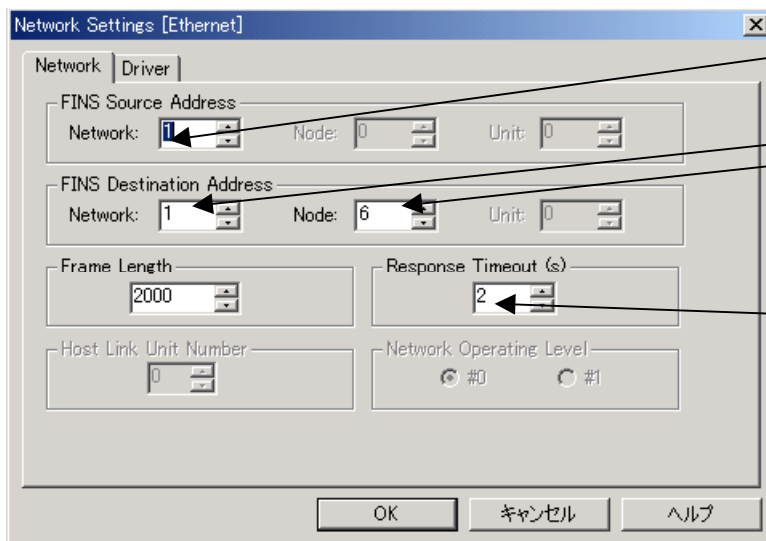 Network Settings [Ethernet]
Network Driver
FINS Source Address
Network: 1 Node: 0 Unit: 0
FINS Destination Address
Network: 1 Node: 6 Unit: 0
Frame Length
2000
Response Timeout (s)
2
Host Link Unit Number
0
Network Operating Level
#0 #1
OK キャンセル ヘルプ